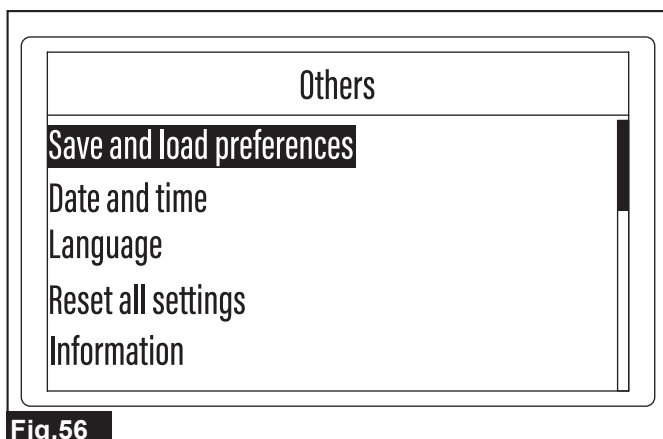 Others
Save and load preferences
Date and time
Language
Reset all settings
Information
Fig.56